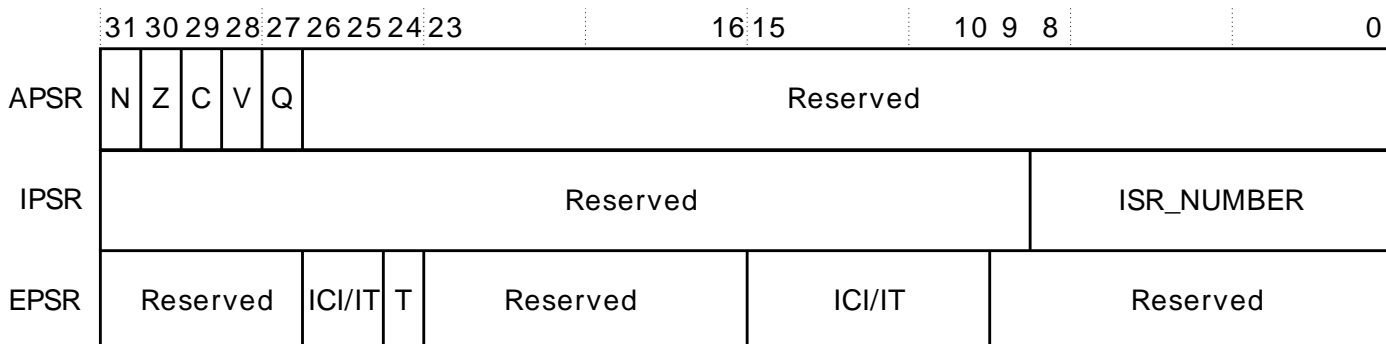 31 30 29 28 27 26 25 24 23 16 15 10 9 8 0
APSR N Z C V Q Reserved
IPSR Reserved ISR_NUMBER
EPSR Reserved ICI/IT T Reserved ICI/IT Reserved